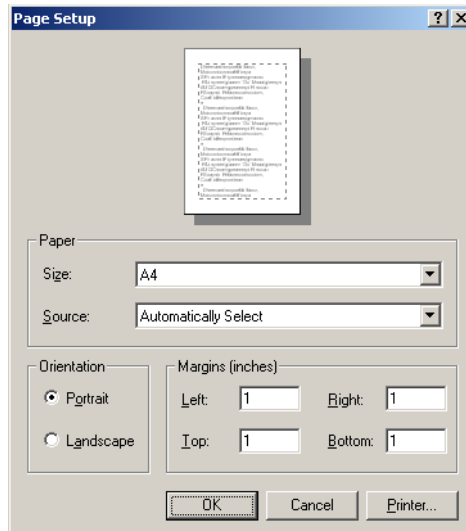 Page Setup
Paper
Size: A4
Source: Automatically Select
Orientation
Portrait
Landscape
Margins (inches)
Left: 1 Right: 1
Top: 1 Bottom: 1
OK Cancel Printer...